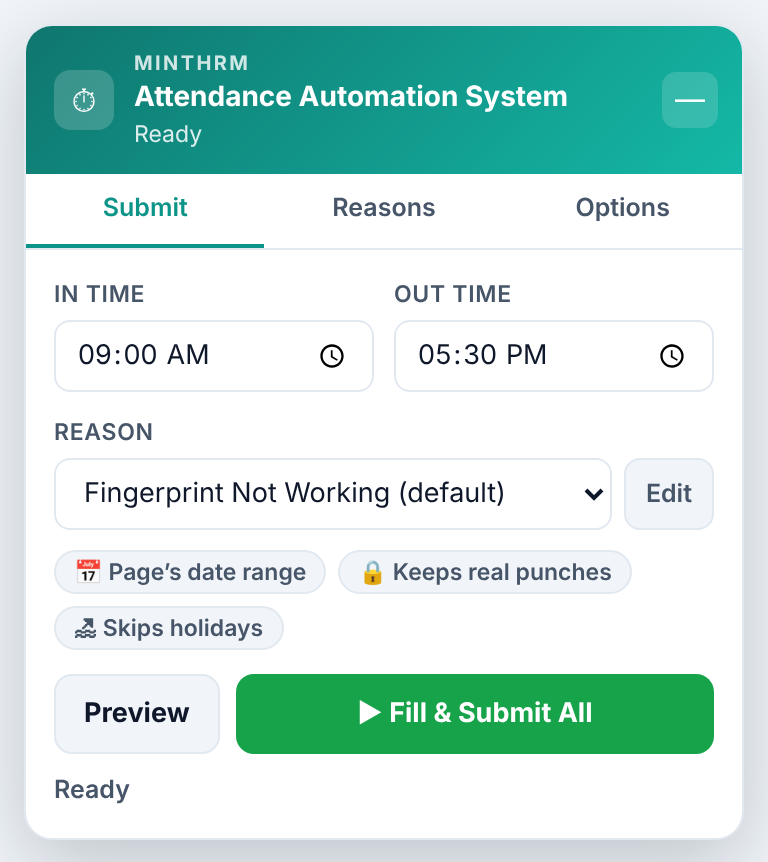 MINTHRM
Attendance Automation System
Ready
Submit Reasons Options
IN TIME OUT TIME
09:00 AM 05:30 PM
REASON
Fingerprint Not Working (default) Edit
📅 Page’s date range 🔒 Keeps real punches
🏖 Skips holidays
Preview ▶ Fill & Submit All
Ready